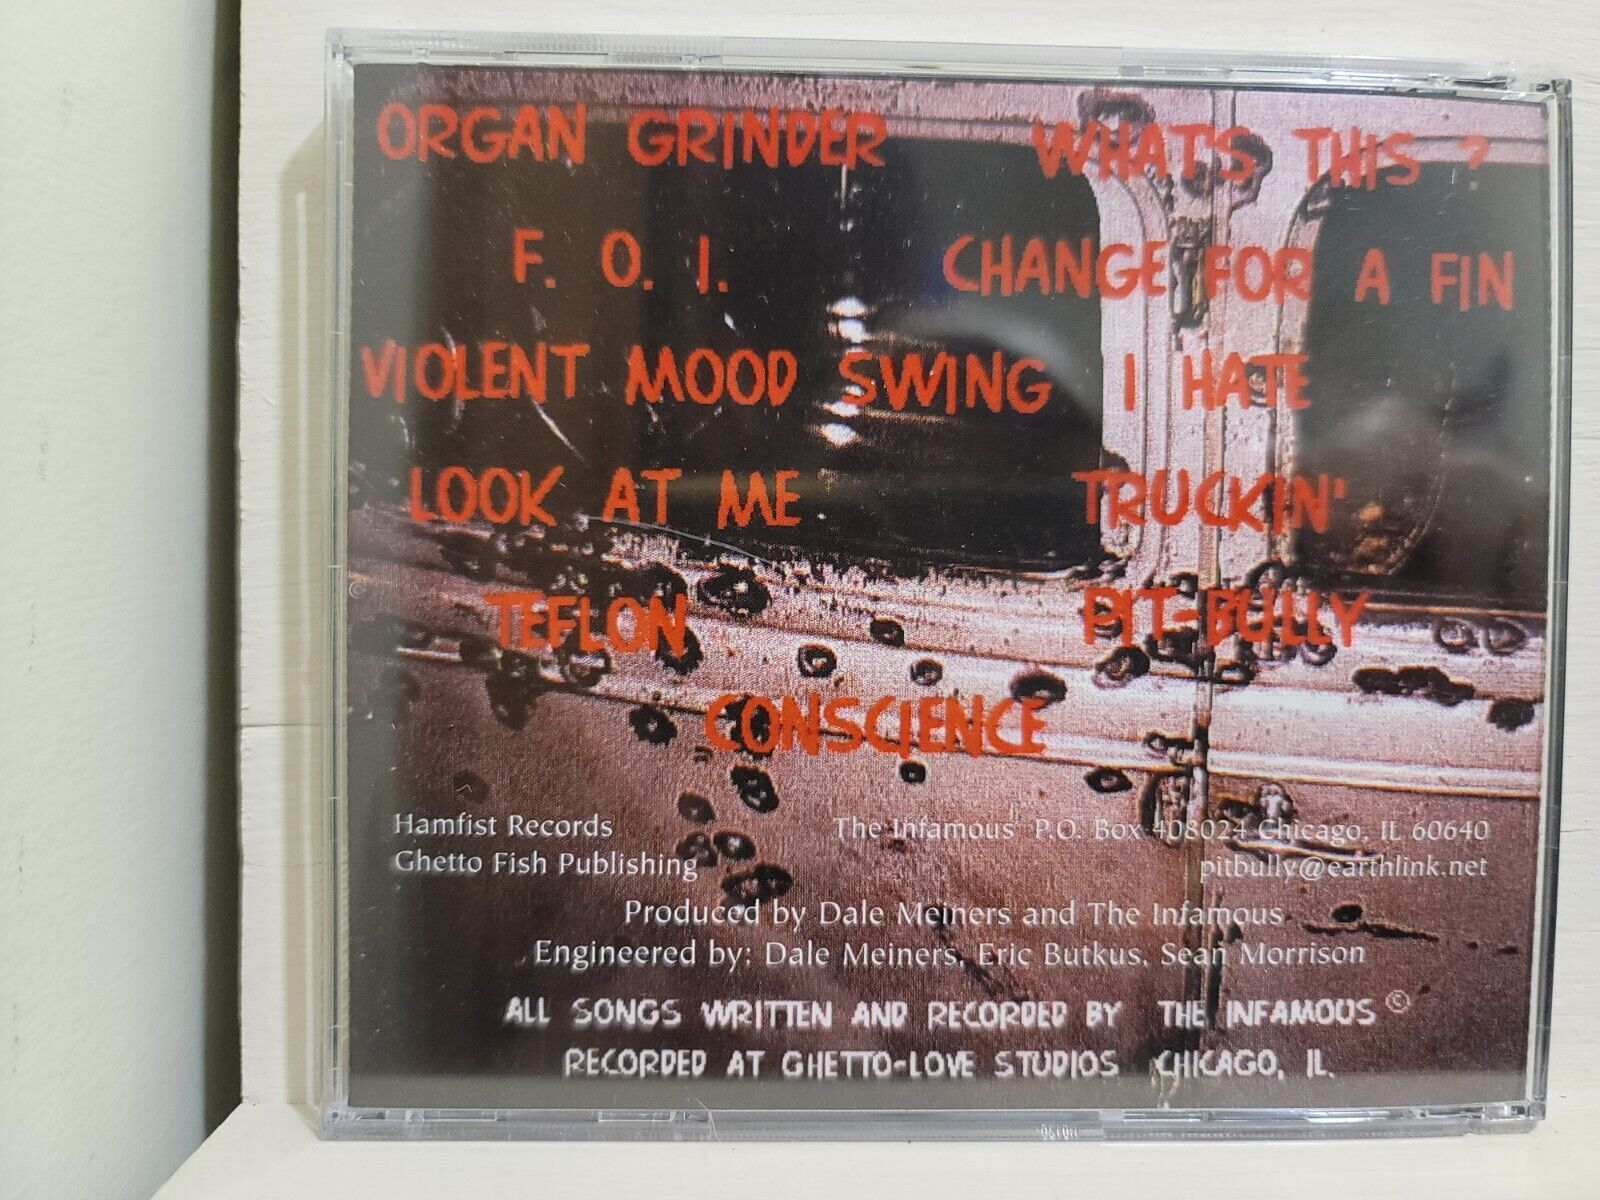 ORGAN GRINDER
WHAT'S THIS ?
F. O. I.
CHANGE FOR A FIN
VIOLENT MOOD SWING
I HATE
LOOK AT ME
TRUCKIN'
TEFLON
PIT-BULLY
CONSCIENCE
Hamfist Records
Ghetto Fish Publishing
The Infamous P.O. Box 408024 Chicago, IL 60640
pitbully@earthlink.net
Produced by Dale Meiners and The Infamous
Engineered by: Dale Meiners, Eric Butkus, Sean Morrison
ALL SONGS WRITTEN AND RECORDED BY THE INFAMOUS ©
RECORDED AT GHETTO-LOVE STUDIOS CHICAGO, IL.